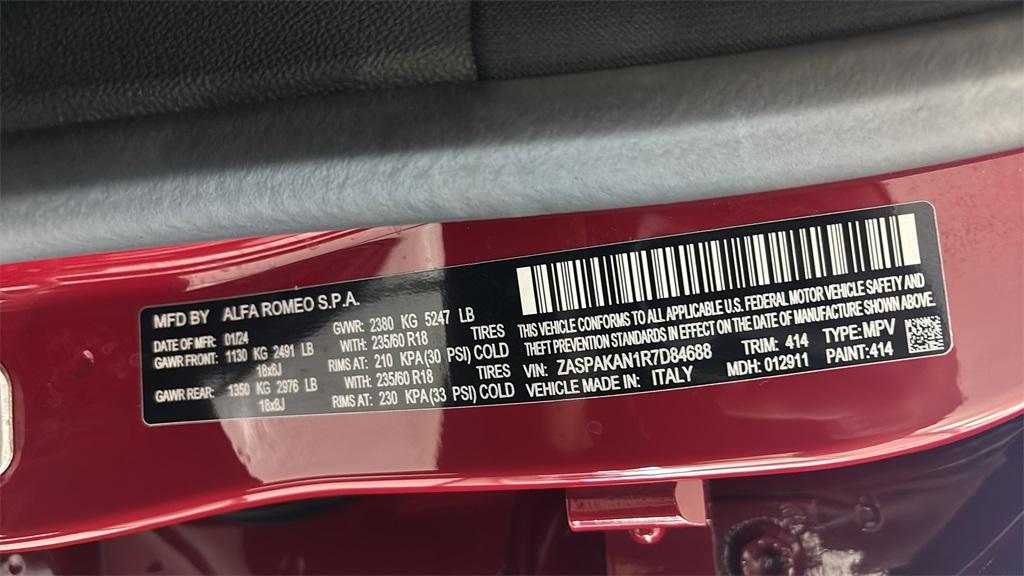 MFD BY ALFA ROMEO S.P.A.
DATE OF MFR: 01/24 GVWR: 2380 KG 5247 LB
GAWR FRONT: 1130 KG 2491 LB WITH: 235/60 R18 TIRES
18x8J RIMS AT: 210 KPA(30 PSI) COLD
GAWR REAR: 1350 KG 2976 LB WITH: 235/60 R18 TIRES
18x8J RIMS AT: 230 KPA(33 PSI) COLD
THIS VEHICLE CONFORMS TO ALL APPLICABLE U.S. FEDERAL MOTOR VEHICLE SAFETY AND
THEFT PREVENTION STANDARDS IN EFFECT ON THE DATE OF MANUFACTURE SHOWN ABOVE.
VIN: ZASPAKAN1R7D84688 TRIM: 414 TYPE: MPV
VEHICLE MADE IN: ITALY MDH: 012911 PAINT: 414